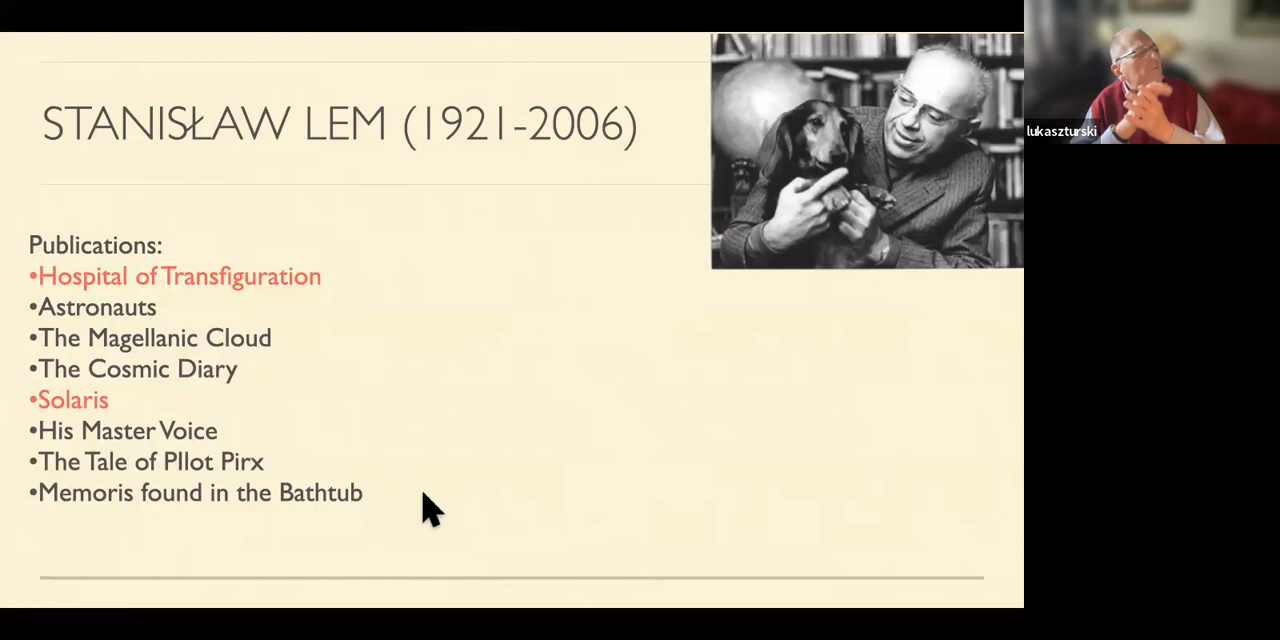 STANISŁAW LEM (1921-2006)
lukaszturski
Publications:
•Hospital of Transfiguration
•Astronauts
•The Magellanic Cloud
•The Cosmic Diary
•Solaris
•His Master Voice
•The Tale of PIlot Pirx
•Memoris found in the Bathtub